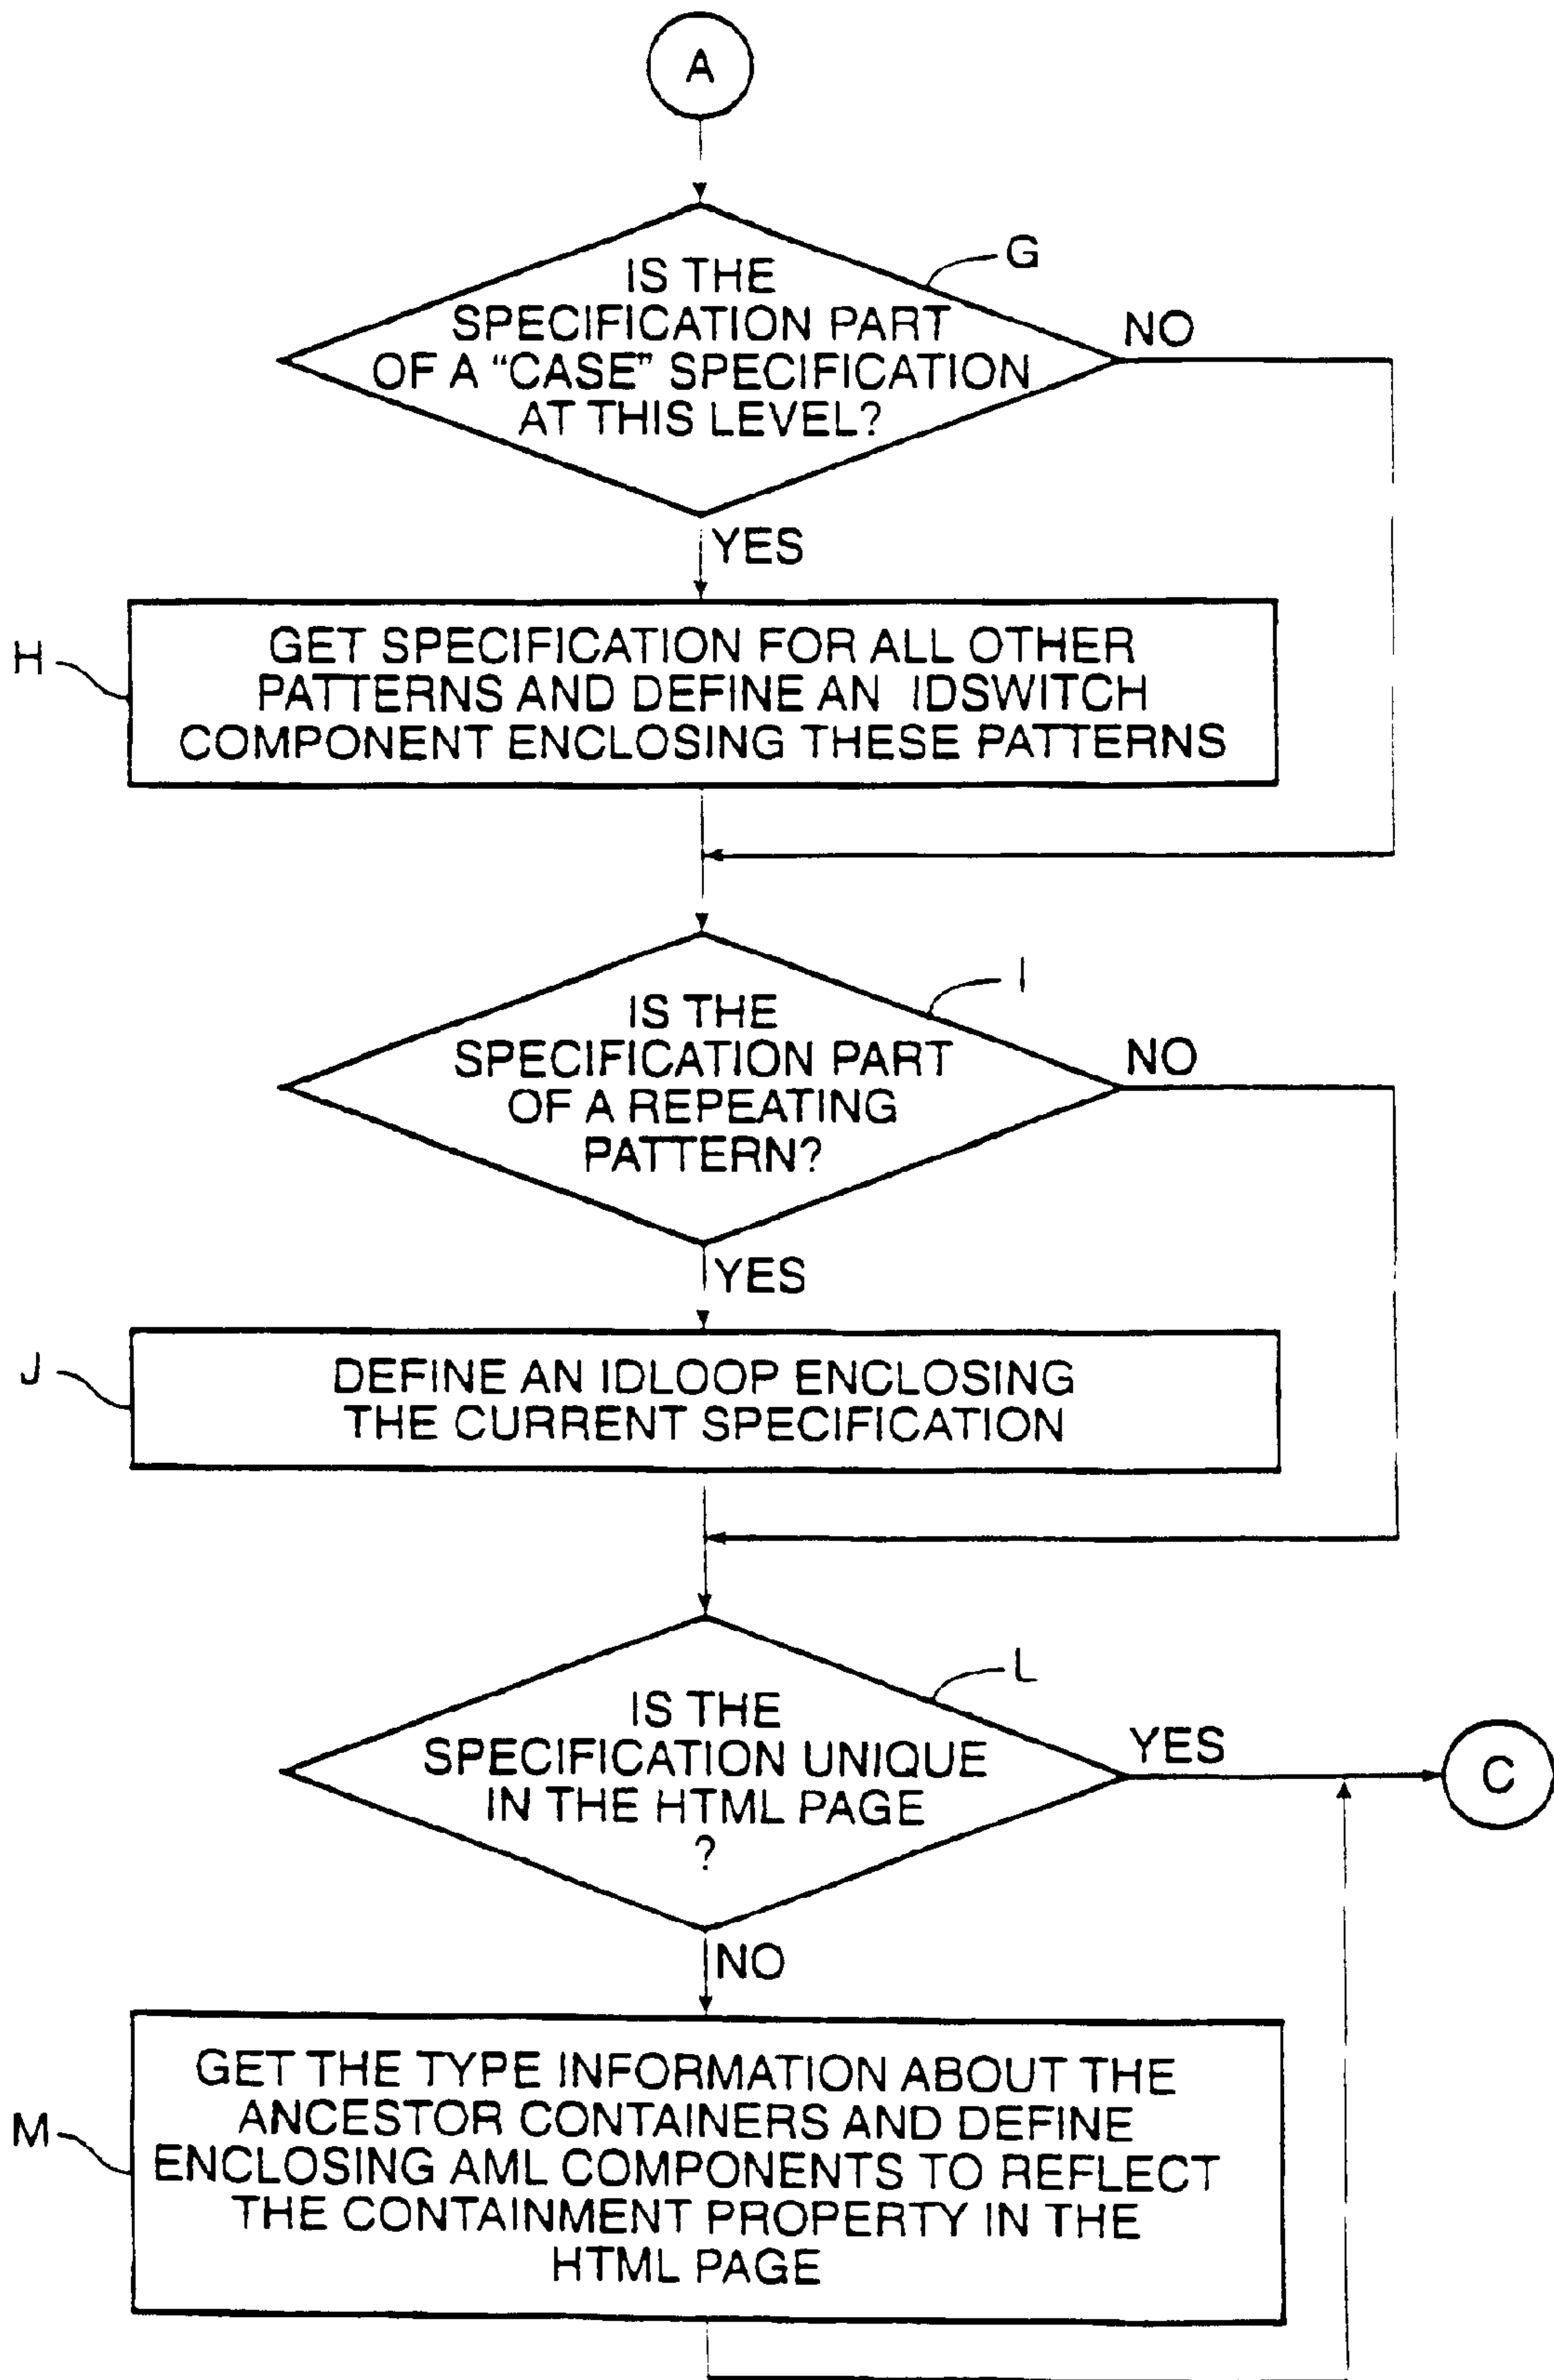 A
IS THE
SPECIFICATION PART
OF A "CASE" SPECIFICATION
AT THIS LEVEL?
G
NO
YES
H
GET SPECIFICATION FOR ALL OTHER
PATTERNS AND DEFINE AN IDSWITCH
COMPONENT ENCLOSING THESE PATTERNS
IS THE
SPECIFICATION PART
OF A REPEATING
PATTERN?
I
NO
YES
J
DEFINE AN IDLOOP ENCLOSING
THE CURRENT SPECIFICATION
IS THE
SPECIFICATION UNIQUE
IN THE HTML PAGE
?
L
YES
C
NO
M
GET THE TYPE INFORMATION ABOUT THE
ANCESTOR CONTAINERS AND DEFINE
ENCLOSING AML COMPONENTS TO REFLECT
THE CONTAINMENT PROPERTY IN THE
HTML PAGE